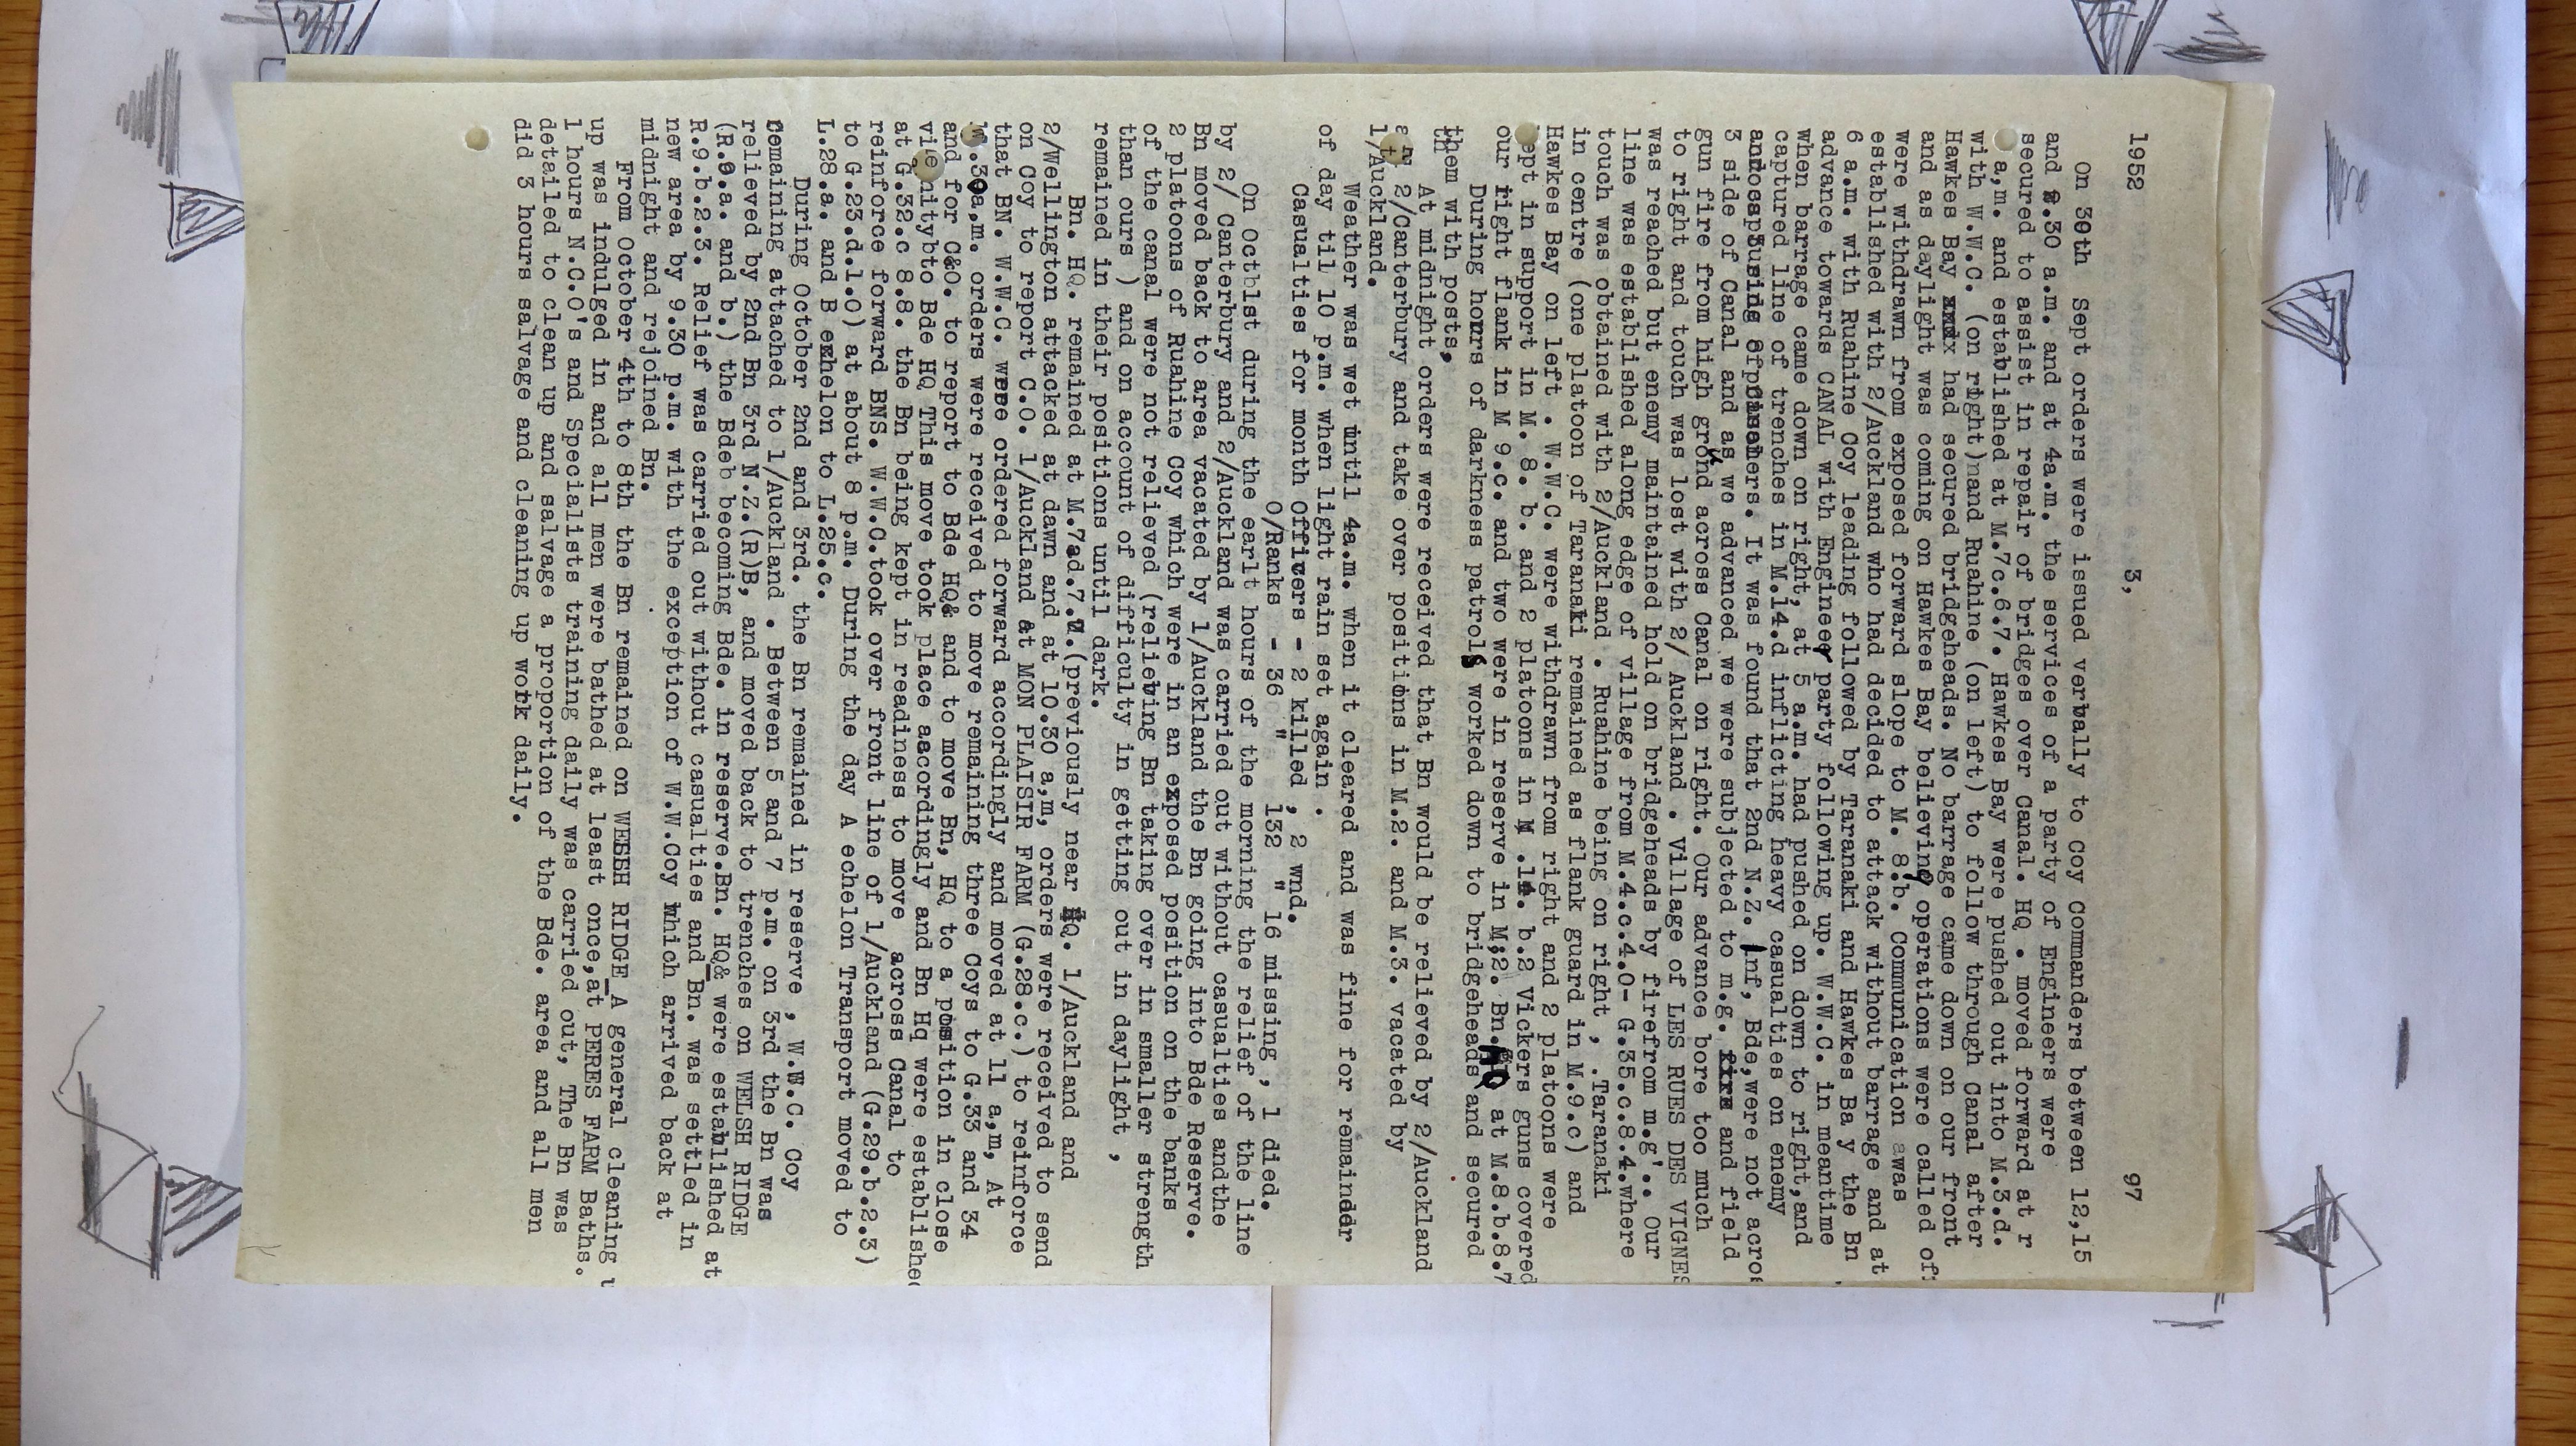 1952 3, 97
On 30th Sept orders were issued verbally to Coy Commanders between 12,15
and .30 a.m. and at 4a.m. the services of a party of Engineers were
secured to assist in repair of bridges over Canal. HQ . moved forward at r
a,m. and established at M.7c.6.7. Hawkes Bay were pushed out into M.3.d.
with W.W.C. (on right)nand Ruahine (on left) to follow through Canal after
Hawkes Bay had secured bridgeheads. No barrage came down on our front
and as daylight was coming on Hawkes Bay believing operations were called of
were withdrawn from exposed forward slope to M. 8.b. Communication awas
established with 2/Auckland who had decided to attack without barrage and at
6 a.m. with Ruahine Coy leading followed by Taranaki and Hawkes Ba y the Bn
advance towards CANAL with Engineer party following up. W.W.C. in meantime
when barrage came down on right, at 5 a.m. had pushed on down to right,and
captured line of trenches in M.14.d inflicting heavy casualties on enemy
It was found that 2nd N.Z. Inf, Bde,were not acros
3 side of Canal and as we advanced we were subjected to m.g. fire and field
gun fire from high grond across Canal on right. Our advance bore too much
to right and touch was lost with 2/ Auckland . Village of LES RUES DES VIGNES
was reached but enemy maintained hold on bridgeheads by firefrom m.g'.. Our
line was established along edge of village from M.4.c.4.0- G.35.c.8.4.where
touch was obtained with 2/Auckland . Ruahine being on right , .Taranaki
in centre (one platoon of Taranaki remained as flank guard in M.9.c) and
Hawkes Bay on left . W.W.C. were withdrawn from right and 2 platoons were
ept in support in M. 8. b. and 2 platoons in M .14. b.2 Vickers guns covered
our right flank in M 9.c. and two were in reserve in M;2. Bn.HQ at M.8.b.8.7
During hours of darkness patrols worked down to bridgeheads and secured
them with posts,
At midnight orders were received that Bn would be relieved by 2/Auckland
2/Canterbury and take over positions in M.2. and M.3. vacated by
1/Auckland.
Weather was wet until 4a.m. when it cleared and was fine for remainder
of day til 10 p.m. when light rain set again .
Casualties for month Officers - 2 killed , 2 wnd.
O/Ranks - 36 " 132 " 16 missing, 1 died.
On Octb1st during the earlt hours of the morning the relief of the line
by 2/ Canterbury and 2/Auckland was carried out without casualties andthe
Bn moved back to area vacated by 1/Auckland the Bn going into Bde Reserve.
2 platoons of Ruahine Coy which were in an exposed position on the banks
of the canal were not relieved (relieving Bn taking over in smaller strength
than ours ) and on account of difficulty in getting out in daylight ,
remained in their positions until dark.
Bn. HQ. remained at M.7ad.7. .(previously near HQ. 1/Auckland and
2/Wellington attacked at dawn and at 10.30 a,m, orders were received to send
on Coy to report C.O. 1/Auckland at MON PLAISIR FARM (G.28.c.) to reinforce
that BN. W.W.C. were ordered forward accordingly and moved at 11 a,m, At
.30a,m. orders were received to move remaining three Coys to G.33 and 34
and for C&O. to report to Bde HQ& and to move Bn, HQ to a position in close
vic nitybto Bde HQ This move took place accordingly and Bn Hq were established
at G.32.c 8.8. the Bn being kept in readiness to move across Canal to
reinforce forward BNS. W.W.C.took over front line of 1/Auckland (G.29.b.2.3)
to G.23.d.1.0) at about 8 p.m. During the day A echelon Transport moved to
L.28.a. and B echelon to L.25.c.
During October 2nd and 3rd. the Bn remained in reserve , W.W.C. Coy
remaining attached to 1/Auckland . Between 5 and 7 p.m. on 3rd the Bn was
relieved by 2nd Bn 3rd N.Z.(R)B, and moved back to trenches on WELSH RIDGE
(R.9.a. and b.) the Bdeb becoming Bde. in reserve.Bn. HQ& were established at
R.9.b.2.3. Relief was carried out without casualties and Bn. was settled in
new area by 9.30 p.m. with the exception of W.W.Coy which arrived back at
midnight and rejoined Bn.
From October 4th to 8th the Bn remained on WELSH RIDGE A general cleaning u
up was indulged in and all men were bathed at least once,at PERES FARM Baths.
1 hours N.C.O's and Specialists training daily was carried out, The Bn was
detailed to clean up and salvage a proportion of the Bde. area and all men
did 3 hours salvage and cleaning up work daily.